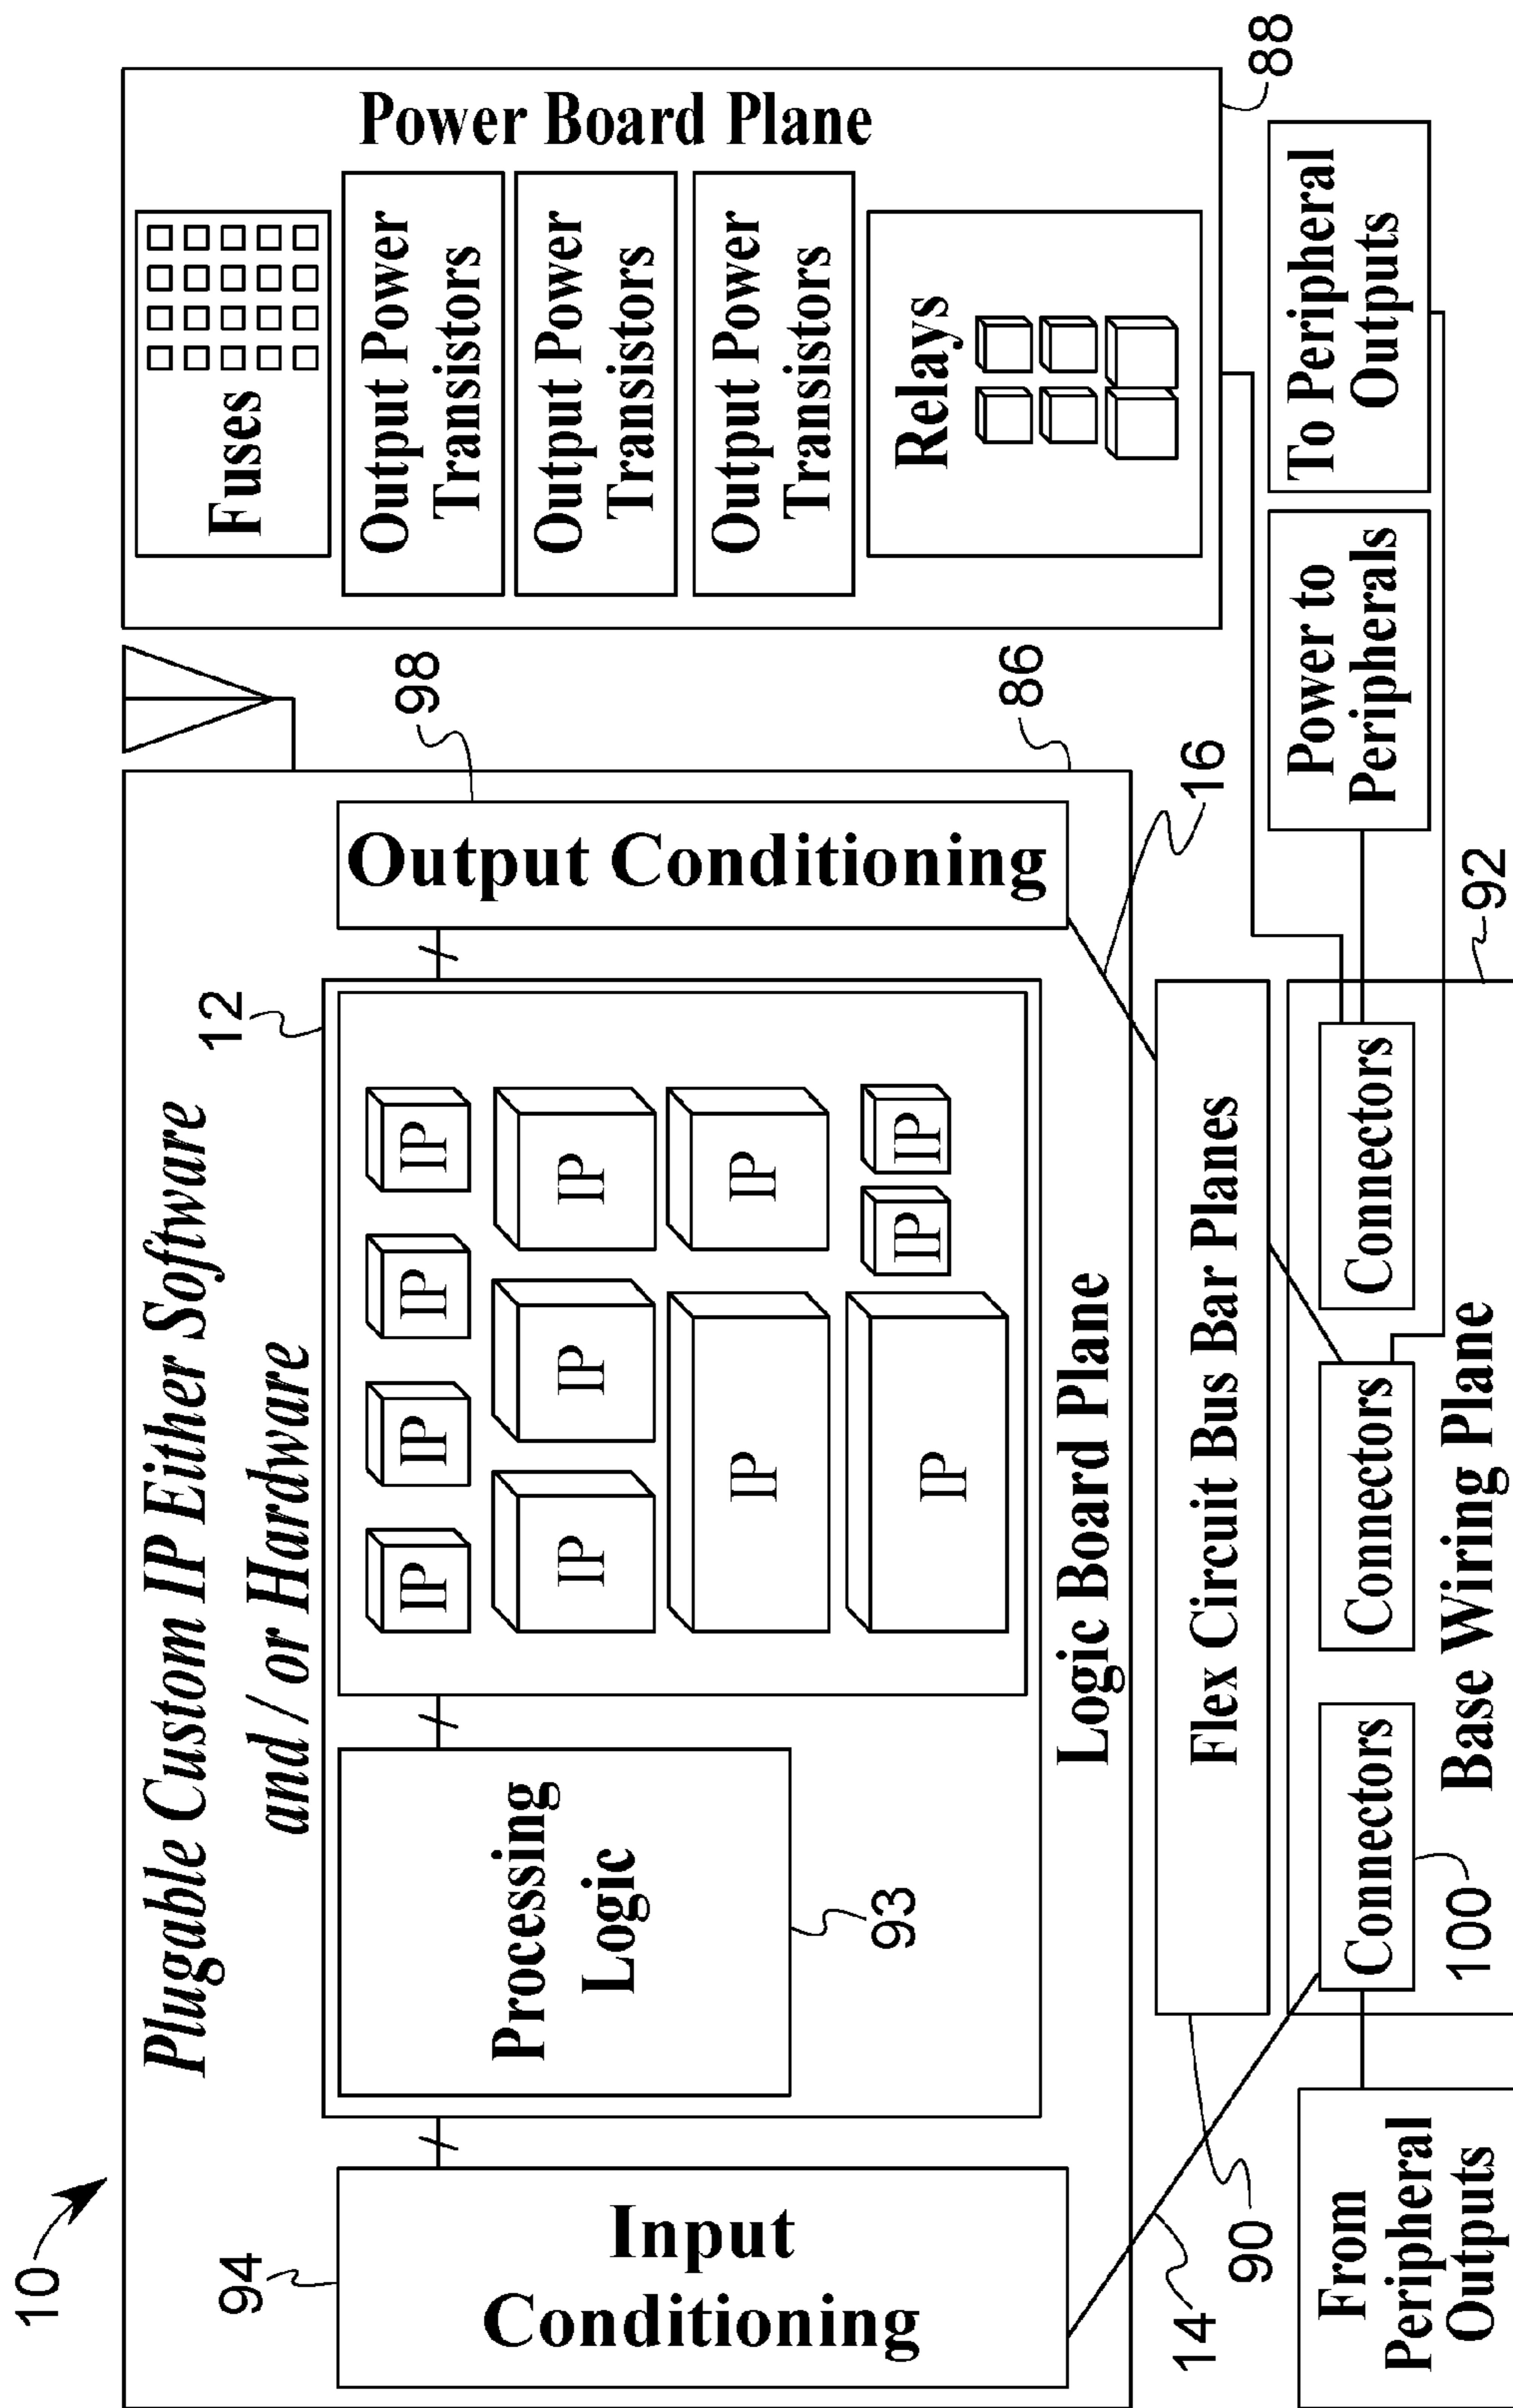 10
Plugable Custom IP Either Software
and / or Hardware
12
94
Input
Conditioning
Processing
Logic
93
IP
IP
IP
IP
IP
IP
IP
IP
IP
IP
IP
Output Conditioning
98
Logic Board Plane
86
14
16
Flex Circuit Bus Bar Planes
90
From
Peripheral
Outputs
Connectors
Connectors
Connectors
100
Base Wiring Plane
92
Power Board Plane
Fuses
Output Power
Transistors
Output Power
Transistors
Output Power
Transistors
Relays
88
Power to
Peripherals
To Peripheral
Outputs